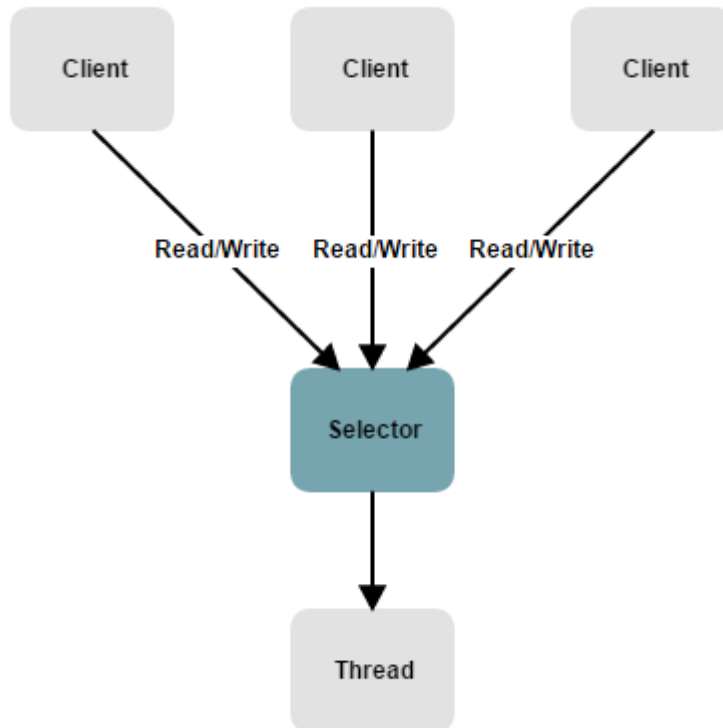 Client
Client
Client
Read/Write
Read/Write
Read/Write
Selector
Thread